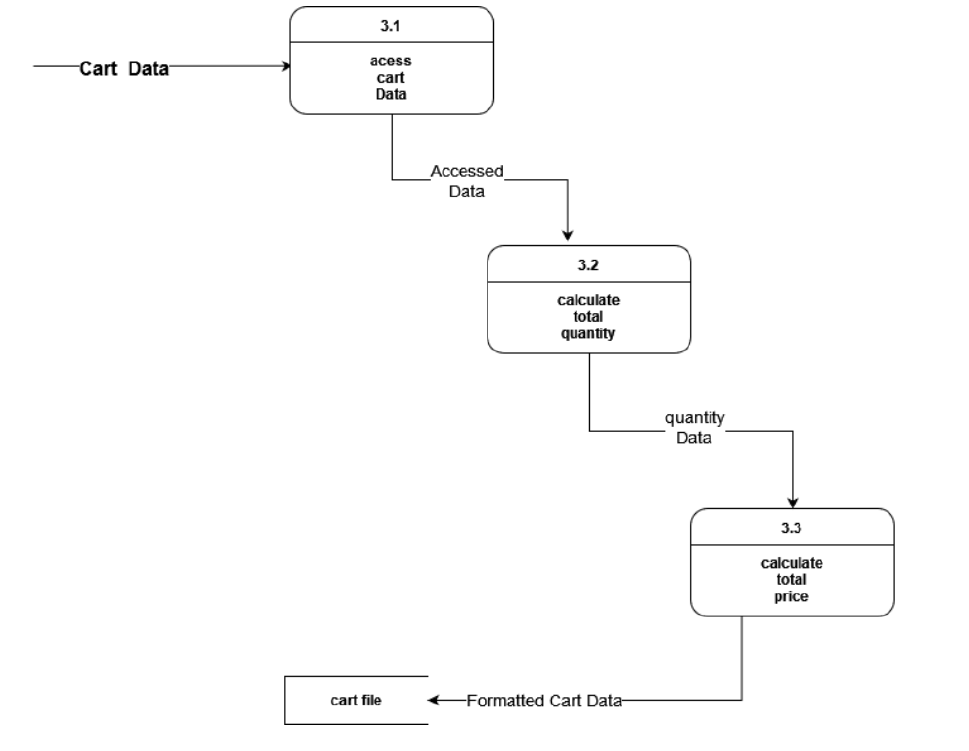 3.1
acess
cart
Data
Cart Data
Accessed
Data
3.2
calculate
total
quantity
quantity
Data
3.3
calculate
total
price
cart file
Formatted Cart Data